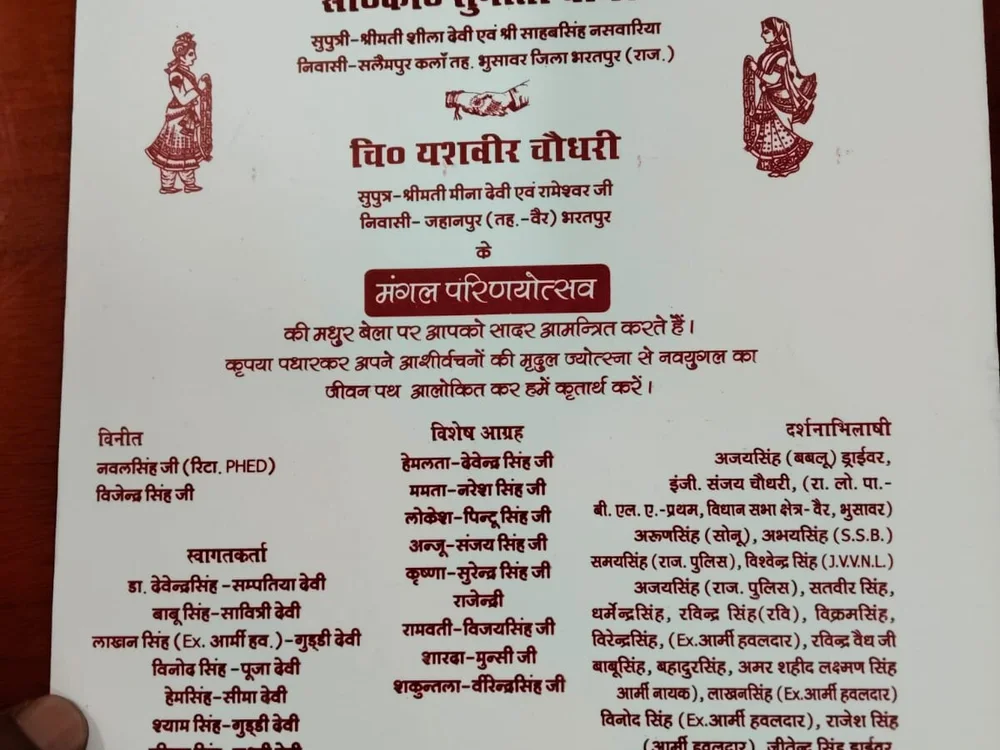 सौ०का०
सुपुत्री-श्रीमती शीला देवी एवं श्री साहबसिंह नसवारिया
निवासी-सलैमपुर कलाँ तह. भुसावर जिला भरतपुर (राज.)
चि० यशवीर चौधरी
सुपुत्र-श्रीमती मीना देवी एवं रामेश्वर जी
निवासी- जहानपुर (तह.-वैर) भरतपुर
के
मंगल परिणयोत्सव
की मधुर बेला पर आपको सादर आमन्त्रित करते हैं।
कृपया पधारकर अपने आशीर्वचनों की मृदुल ज्योत्स्ना से नवयुगल का
जीवन पथ आलोकित कर हमें कृतार्थ करें।
विनीत
नवलसिंह जी (रिटा. PHED)
विजेन्द्र सिंह जी
स्वागतकर्ता
डा. देवेन्द्रसिंह -सम्पतिया देवी
बाबू सिंह-सावित्री देवी
लाखन सिंह (Ex. आर्मी हव.)-गुड्डी देवी
विनोद सिंह -पूजा देवी
हेमसिंह-सीमा देवी
श्याम सिंह-गुड्डी देवी
विशेष आग्रह
हेमलता-देवेन्द्र सिंह जी
ममता-नरेश सिंह जी
लोकेश-पिन्टू सिंह जी
अन्जू-संजय सिंह जी
कृष्णा-सुरेन्द्र सिंह जी
राजेन्द्री
रामवती-विजयसिंह जी
शारदा-मुन्सी जी
शकुन्तला-वीरेन्द्रसिंह जी
दर्शनाभिलाषी
अजयसिंह (बबलू) ड्राईवर,
इंजी. संजय चौधरी, (रा. लो. पा.-
बी. एल. ए.-प्रथम, विधान सभा क्षेत्र- वैर, भुसावर)
अरूणसिंह (सोनू), अभयसिंह (S.S.B.)
समयसिंह (राज. पुलिस), विश्वेन्द्र सिंह (J.V.V.N.L.)
अजयसिंह (राज. पुलिस), सतवीर सिंह,
धर्मेन्द्रसिंह, रविन्द्र सिंह(रवि), विक्रमसिंह,
विरेन्द्रसिंह, (Ex.आर्मी हवलदार), रविन्द्र वैध जी
बाबूसिंह, बहादुरसिंह, अमर शहीद लक्ष्मण सिंह
आर्मी नायक), लाखनसिंह (Ex.आर्मी हवलदार)
विनोद सिंह (Ex.आर्मी हवलदार), राजेश सिंह
(आर्मी हवलदार), जीतेन्द्र सिंह ड्राईवर